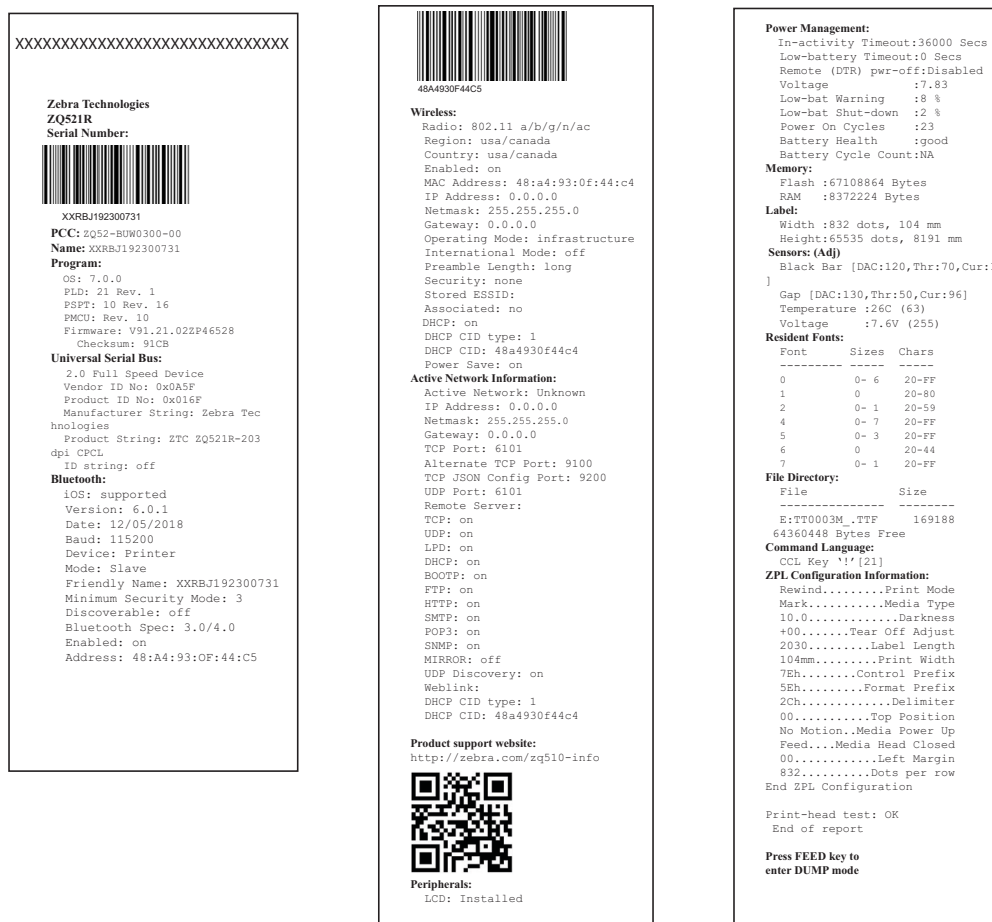 XXXXXXXXXXXXXXXXXXXXXXXXXXXXXX
Zebra Technologies
ZQ521R
Serial Number:
XXRBJ192300731
PCC: ZQ52-BUW0300-00
Name: XXRBJ192300731
Program:
OS: 7.0.0
PLD: 21 Rev. 1
PSPT: 10 Rev. 16
PMCU: Rev. 10
Firmware: V91.21.02ZP46528
Checksum: 91CB
Universal Serial Bus:
2.0 Full Speed Device
Vendor ID No: 0x0A5F
Product ID No: 0x016F
Manufacturer String: Zebra Tec
hnologies
Product String: ZTC ZQ521R-203
dpi CPCL
ID string: off
Bluetooth:
iOS: supported
Version: 6.0.1
Date: 12/05/2018
Baud: 115200
Device: Printer
Mode: Slave
Friendly Name: XXRBJ192300731
Minimum Security Mode: 3
Discoverable: off
Bluetooth Spec: 3.0/4.0
Enabled: on
Address: 48:A4:93:OF:44:C5
48A4930F44C5
Wireless:
Radio: 802.11 a/b/g/n/ac
Region: usa/canada
Country: usa/canada
Enabled: on
MAC Address: 48:a4:93:0f:44:c4
IP Address: 0.0.0.0
Netmask: 255.255.255.0
Gateway: 0.0.0.0
Operating Mode: infrastructure
International Mode: off
Preamble Length: long
Security: none
Stored ESSID:
Associated: no
DHCP: on
DHCP CID type: 1
DHCP CID: 48a4930f44c4
Power Save: on
Active Network Information:
Active Network: Unknown
IP Address: 0.0.0.0
Netmask: 255.255.255.0
Gateway: 0.0.0.0
TCP Port: 6101
Alternate TCP Port: 9100
TCP JSON Config Port: 9200
UDP Port: 6101
Remote Server:
TCP: on
UDP: on
LPD: on
DHCP: on
BOOTP: on
FTP: on
HTTP: on
SMTP: on
POP3: on
SNMP: on
MIRROR: off
UDP Discovery: on
Weblink:
DHCP CID type: 1
DHCP CID: 48a4930f44c4
Product support website:
http://zebra.com/zq510-info
Peripherals:
LCD: Installed
Power Management:
In-activity Timeout:36000 Secs
Low-battery Timeout:0 Secs
Remote (DTR) pwr-off:Disabled
Voltage :7.83
Low-bat Warning :8 %
Low-bat Shut-down :2 %
Power On Cycles :23
Battery Health :good
Battery Cycle Count:NA
Memory:
Flash :67108864 Bytes
RAM :8372224 Bytes
Label:
Width :832 dots, 104 mm
Height:65535 dots, 8191 mm
Sensors: (Adj)
Black Bar [DAC:120,Thr:70,Cur:
]
Gap [DAC:130,Thr:50,Cur:96]
Temperature :26C (63)
Voltage :7.6V (255)
Resident Fonts:
Font Sizes Chars
--------- ----- -----
0 0- 6 20-FF
1 0 20-80
2 0- 1 20-59
4 0- 7 20-FF
5 0- 3 20-FF
6 0 20-44
7 0- 1 20-FF
File Directory:
File Size
--------------- --------
E:TT0003M_.TTF 169188
64360448 Bytes Free
Command Language:
CCL Key ‘!’[21]
ZPL Configuration Information:
Rewind.........Print Mode
Mark...........Media Type
10.0.............Darkness
+00.......Tear Off Adjust
2030.........Label Length
104mm.........Print Width
7Eh........Control Prefix
5Eh.........Format Prefix
2Ch.............Delimiter
00...........Top Position
No Motion..Media Power Up
Feed....Media Head Closed
00............Left Margin
832..........Dots per row
End ZPL Configuration
Print-head test: OK
End of report
Press FEED key to
enter DUMP mode